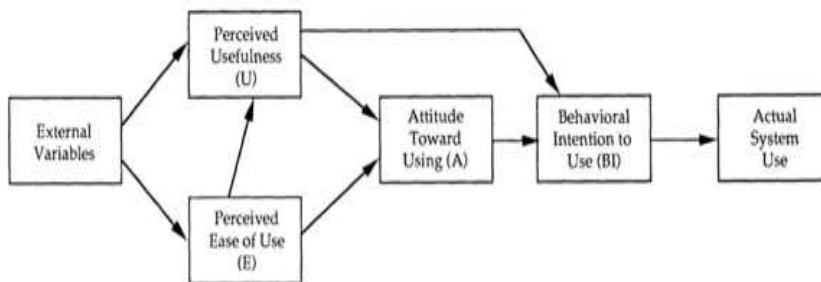 Perceived
Usefulness
(U)
External
Variables
Attitude
Toward
Using (A)
Behavioral
Intention to
Use (BI)
Actual
System
Use
Perceived
Ease of Use
(E)